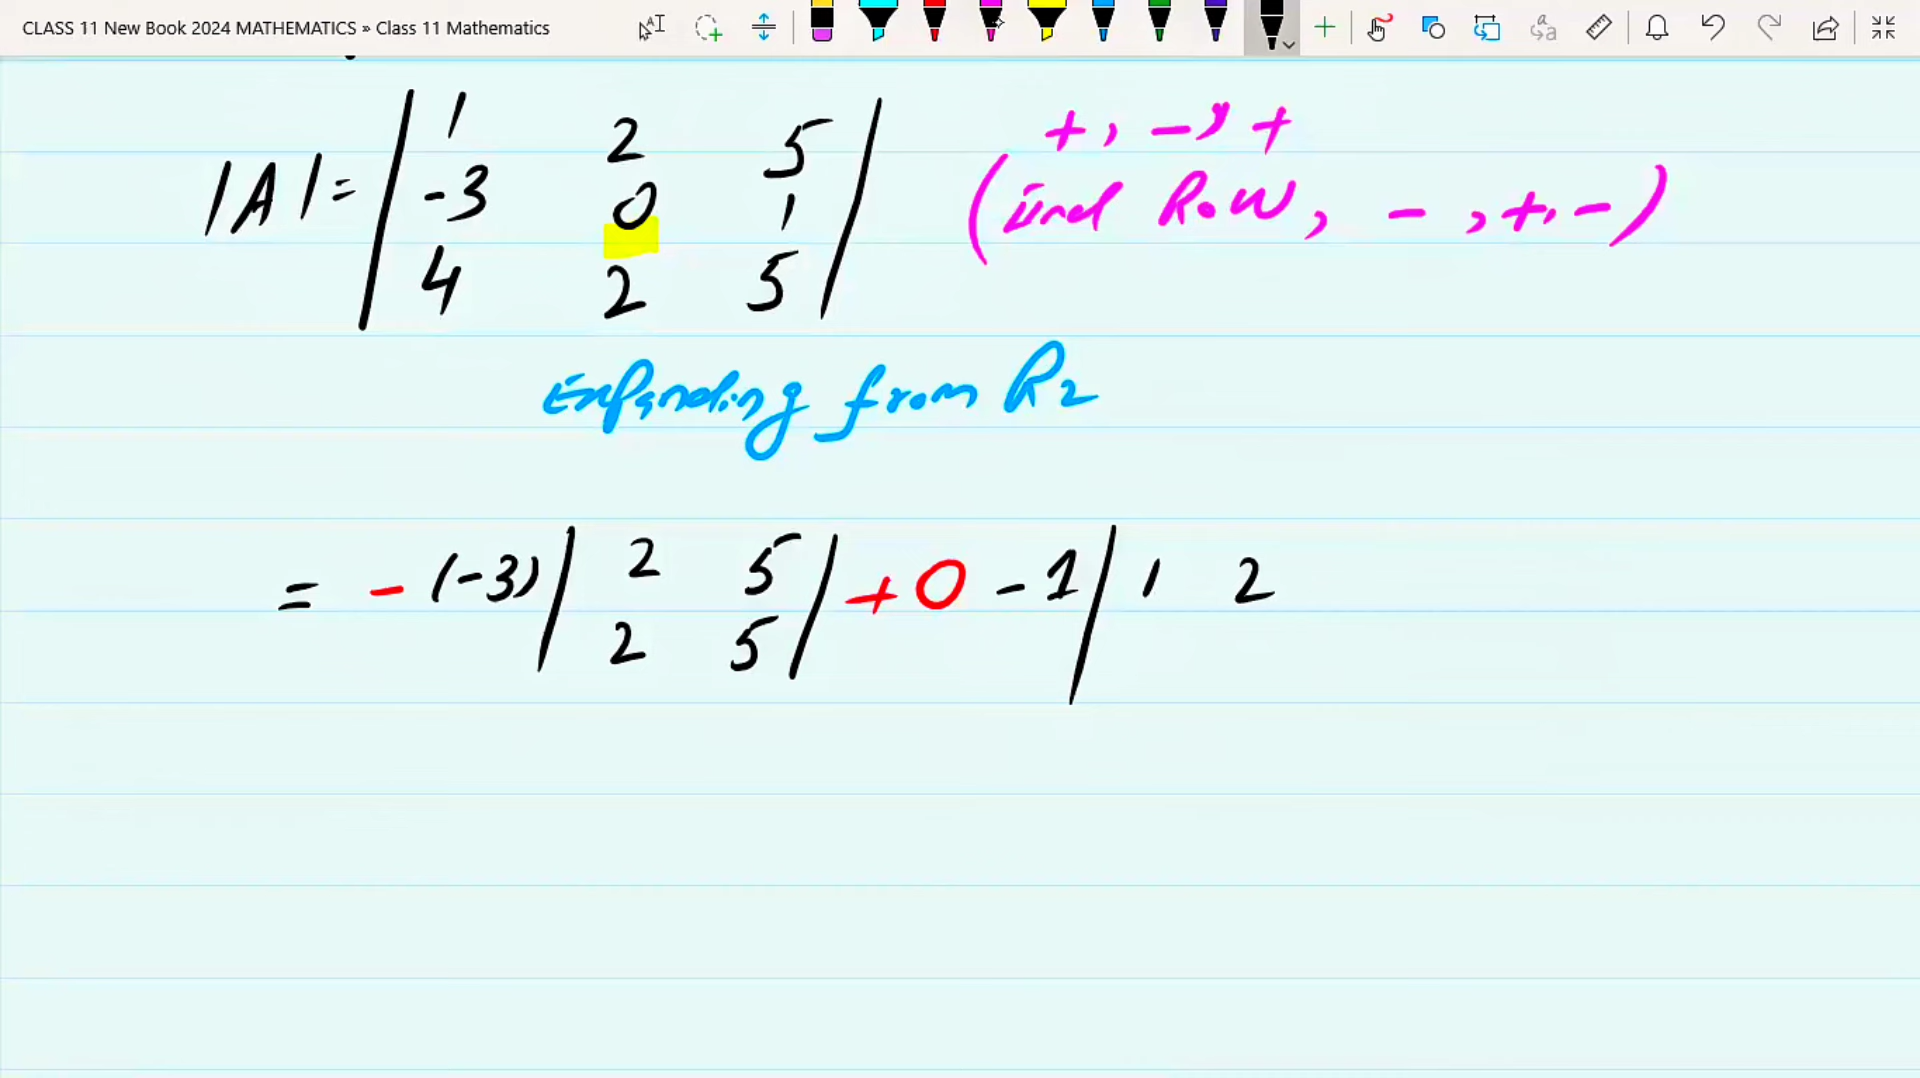 CLASS 11 New Book 2024 MATHEMATICS » Class 11 Mathematics
|A| = | 1 2 5 |
| -3 0 1 |
| 4 2 5 |
+, -, +
(IInd Row, -, +, -)
Expanding from R2
= - (-3) | 2 5 | + 0 - 1 | 1 2
| 2 5 |